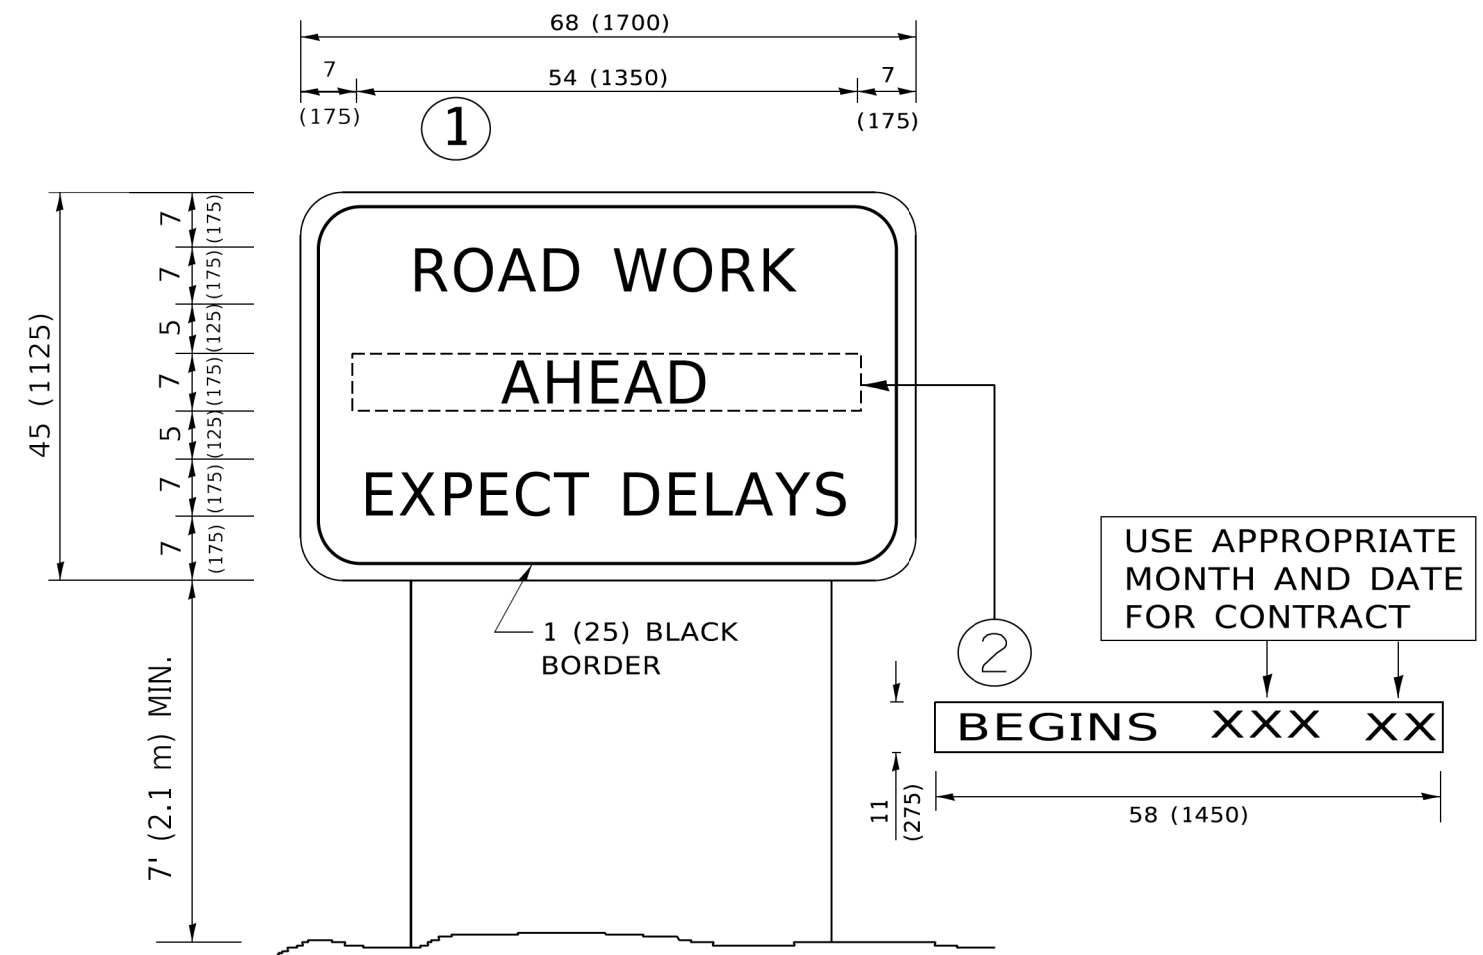 68 (1700)
7
54 (1350)
7
(175)
(175)
1
7
(175)
7
(175)
5
(125)
7
(175)
5
(125)
7
(175)
7
(175)
45 (1125)
ROAD WORK
AHEAD
EXPECT DELAYS
1 (25) BLACK
BORDER
7' (2.1 m) MIN.
USE APPROPRIATE
MONTH AND DATE
FOR CONTRACT
2
BEGINS XXX XX
11
(275)
58 (1450)